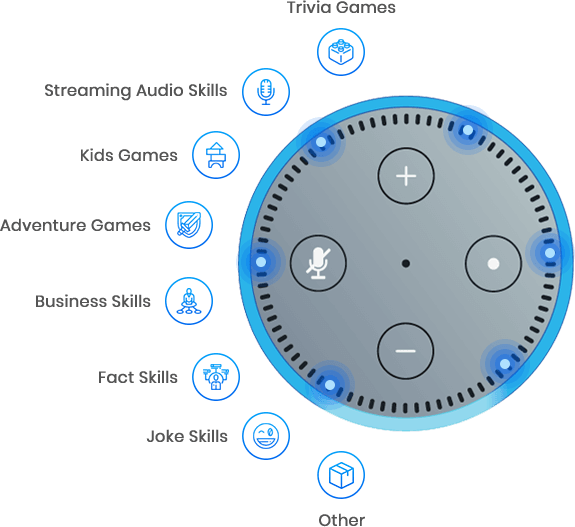 Trivia Games
Streaming Audio Skills
Kids Games
Adventure Games
Business Skills
Fact Skills
Joke Skills
Other